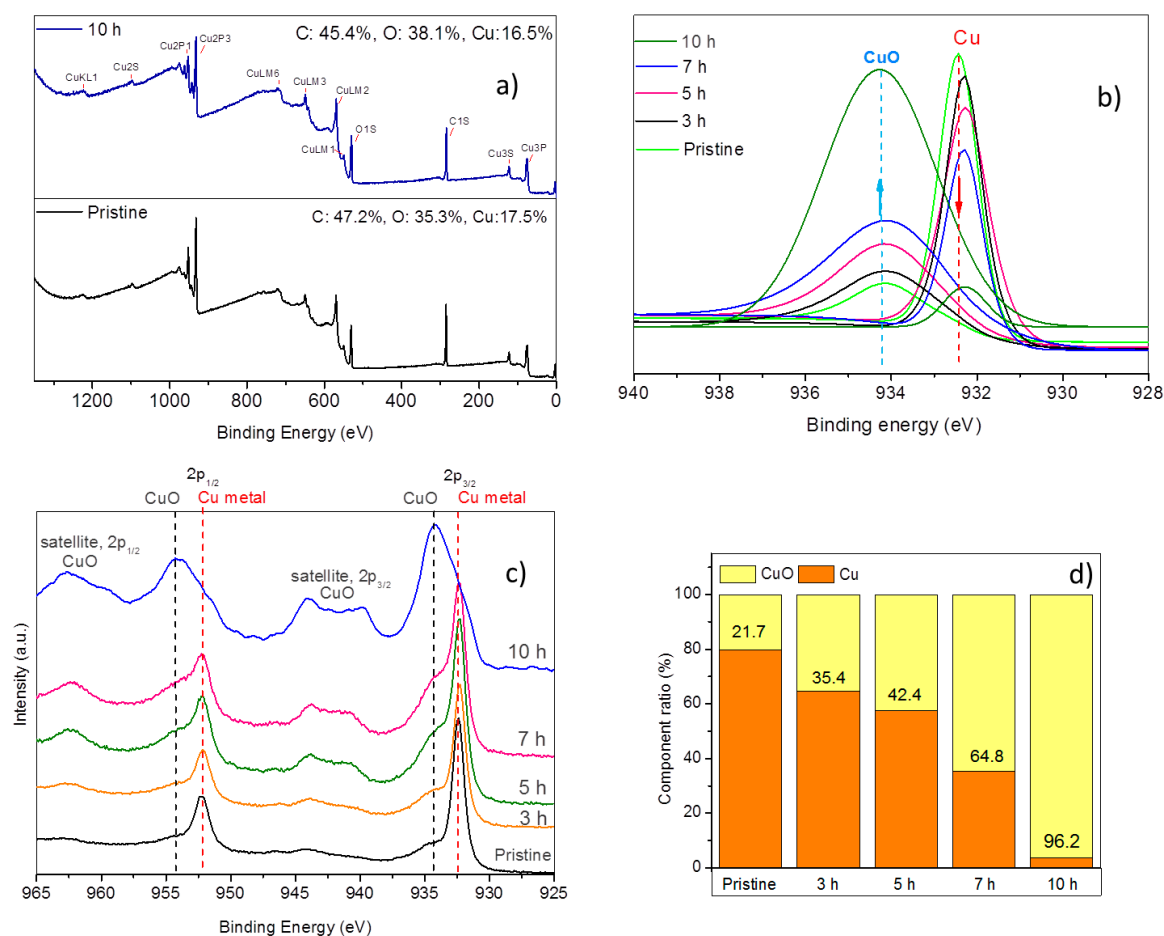 10 h
C: 45.4%, O: 38.1%, Cu:16.5%
a)
CuKL1
Cu2S
Cu2P1
Cu2P3
CuLM6
CuLM3
CuLM2
CuLM1
O1S
C1S
Cu3S
Cu3P
Pristine
C: 47.2%, O: 35.3%, Cu:17.5%
1200 1000 800 600 400 200 0
Binding Energy (eV)
10 h
7 h
5 h
3 h
Pristine
CuO
Cu
b)
940 938 936 934 932 930 928
Binding energy (eV)
2p1/2
2p3/2
CuO
Cu metal
CuO
Cu metal
satellite, 2p1/2
CuO
satellite, 2p3/2
CuO
c)
10 h
7 h
5 h
3 h
Pristine
Intensity (a.u.)
965 960 955 950 945 940 935 930 925
Binding Energy (eV)
CuO
Cu
d)
100
80
60
40
20
0
Component ratio (%)
21.7
35.4
42.4
64.8
96.2
Pristine 3 h 5 h 7 h 10 h